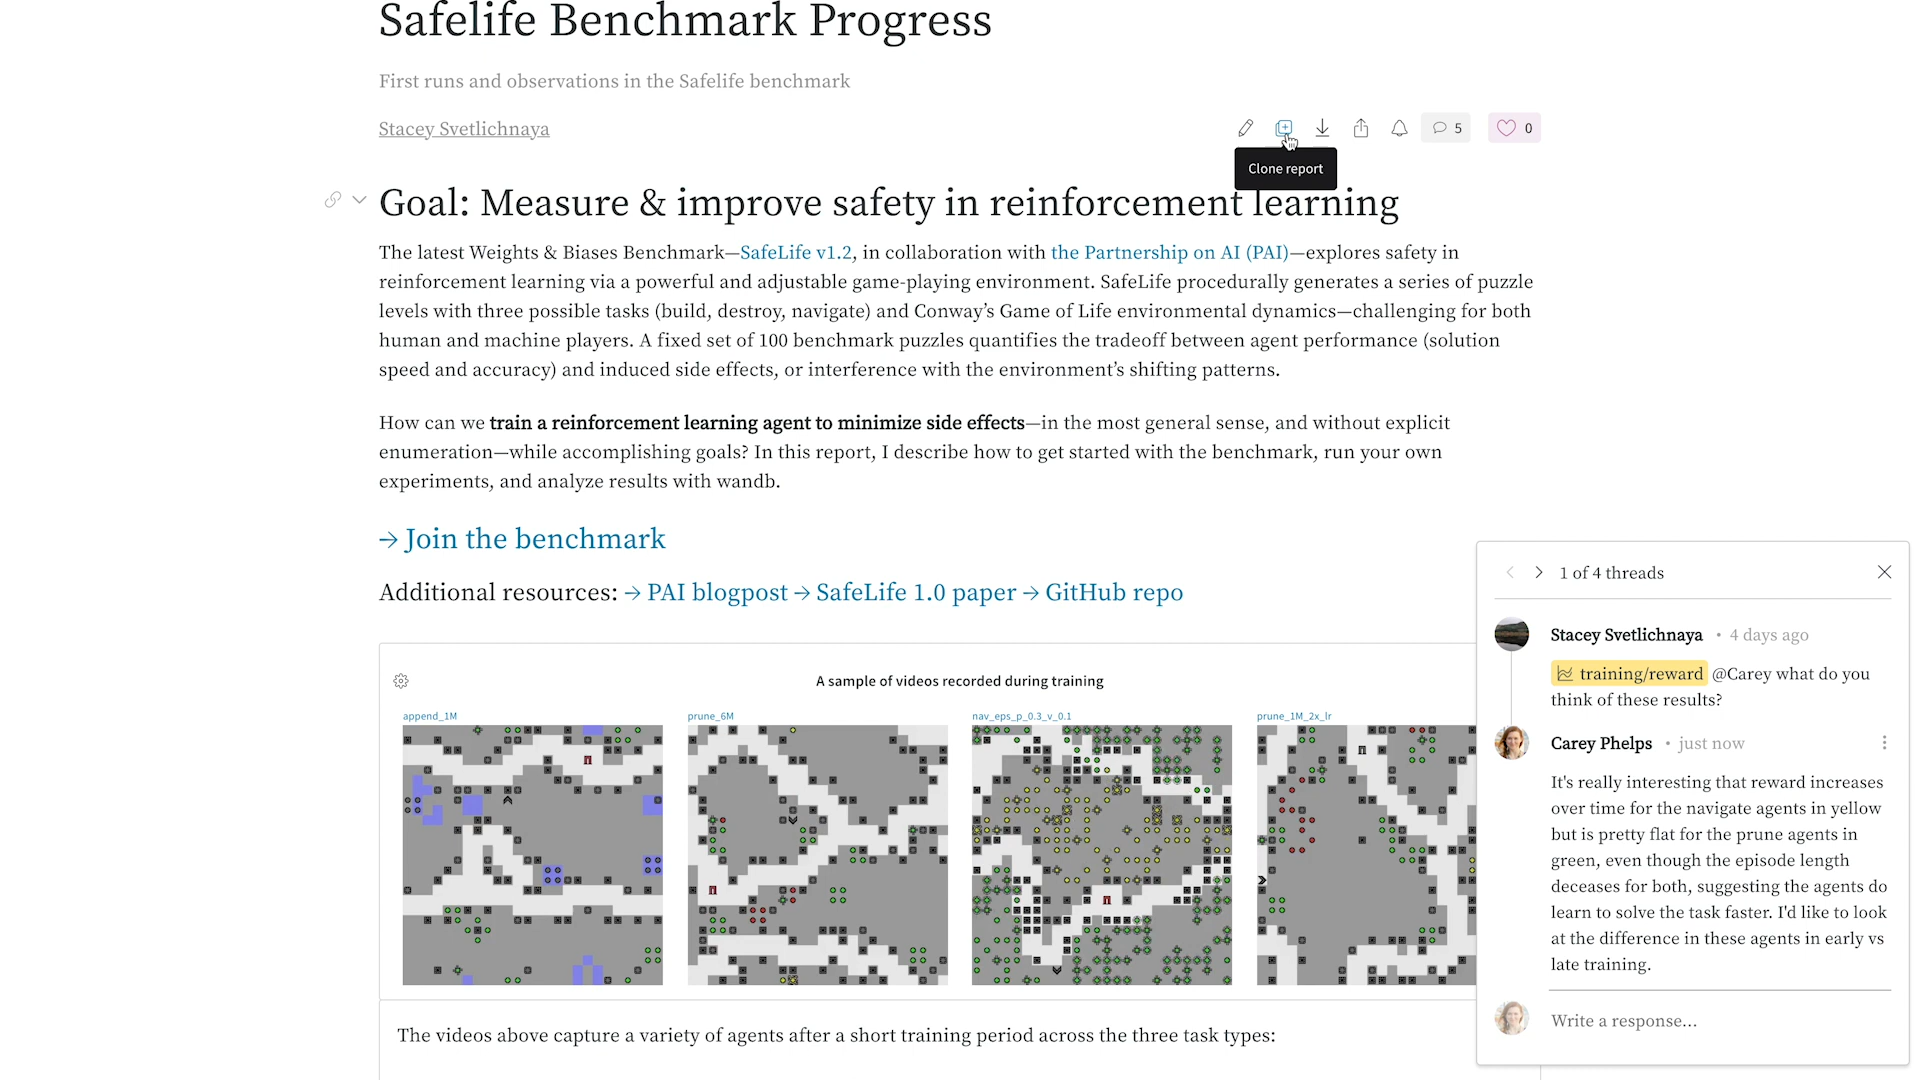 Safelife Benchmark Progress
First runs and observations in the Safelife benchmark
Stacey Svetlichnaya
5
0
Clone report
Goal: Measure & improve safety in reinforcement learning
The latest Weights & Biases Benchmark—SafeLife v1.2, in collaboration with the Partnership on AI (PAI)—explores safety in
reinforcement learning via a powerful and adjustable game-playing environment. SafeLife procedurally generates a series of puzzle
levels with three possible tasks (build, destroy, navigate) and Conway’s Game of Life environmental dynamics—challenging for both
human and machine players. A fixed set of 100 benchmark puzzles quantifies the tradeoff between agent performance (solution
speed and accuracy) and induced side effects, or interference with the environment’s shifting patterns.
How can we train a reinforcement learning agent to minimize side effects—in the most general sense, and without explicit
enumeration—while accomplishing goals? In this report, I describe how to get started with the benchmark, run your own
experiments, and analyze results with wandb.
→ Join the benchmark
Additional resources: → PAI blogpost → SafeLife 1.0 paper → GitHub repo
A sample of videos recorded during training
append_1M
prune_6M
nav_eps_p_0.3_v_0.1
prune_1M_2x_lr
The videos above capture a variety of agents after a short training period across the three task types:
1 of 4 threads
Stacey Svetlichnaya • 4 days ago
training/reward @Carey what do you
think of these results?
Carey Phelps • just now
It's really interesting that reward increases
over time for the navigate agents in yellow
but is pretty flat for the prune agents in
green, even though the episode length
deceases for both, suggesting the agents do
learn to solve the task faster. I'd like to look
at the difference in these agents in early vs
late training.
Write a response...